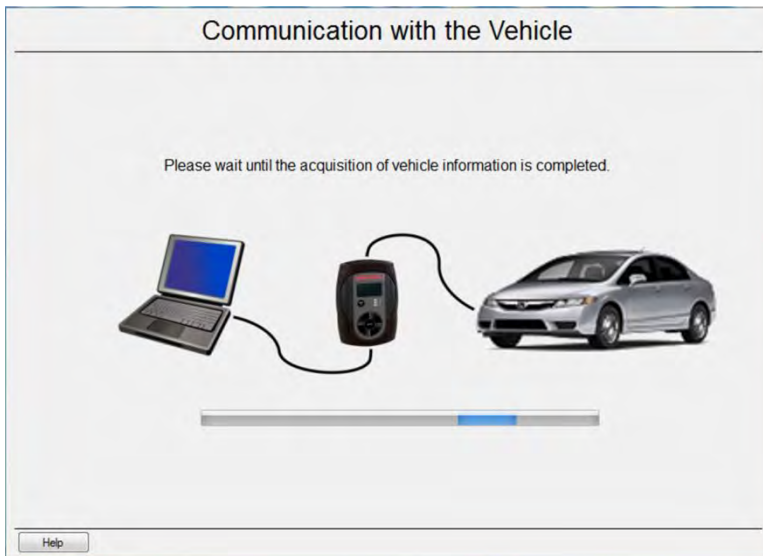 Communication with the Vehicle
Please wait until the acquisition of vehicle information is completed.
Help